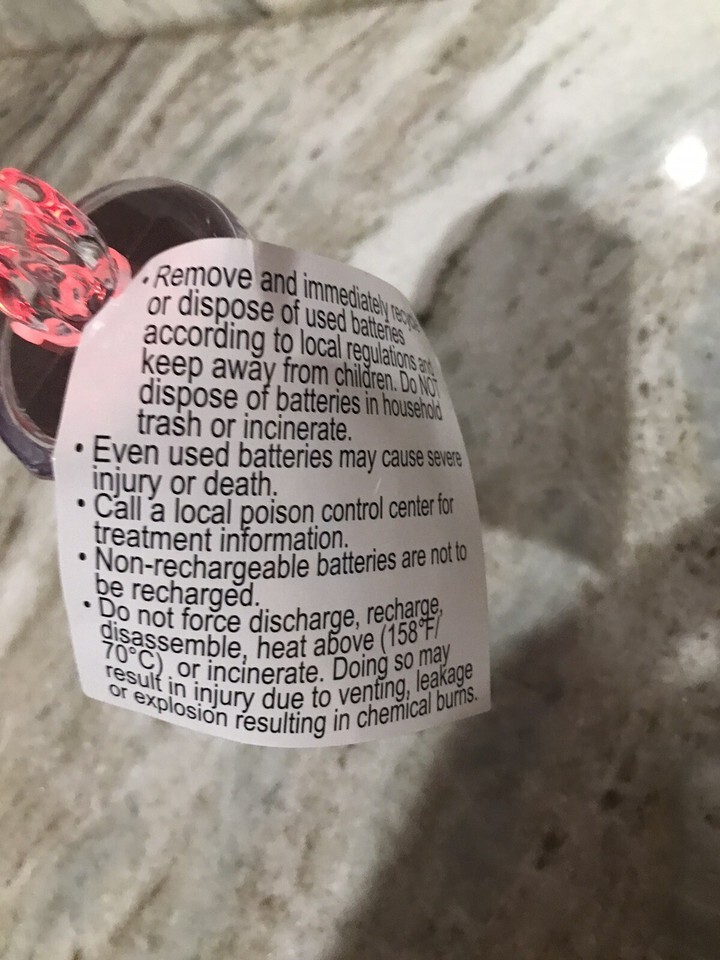 • Remove and immediately recycle
or dispose of used batteries
according to local regulations and
keep away from children. Do NOT
dispose of batteries in household
trash or incinerate.
• Even used batteries may cause severe
injury or death.
• Call a local poison control center for
treatment information.
• Non-rechargeable batteries are not to
be recharged.
• Do not force discharge, recharge,
disassemble, heat above (158°F/
70°C) or incinerate. Doing so may
result in injury due to venting, leakage
or explosion resulting in chemical burns.